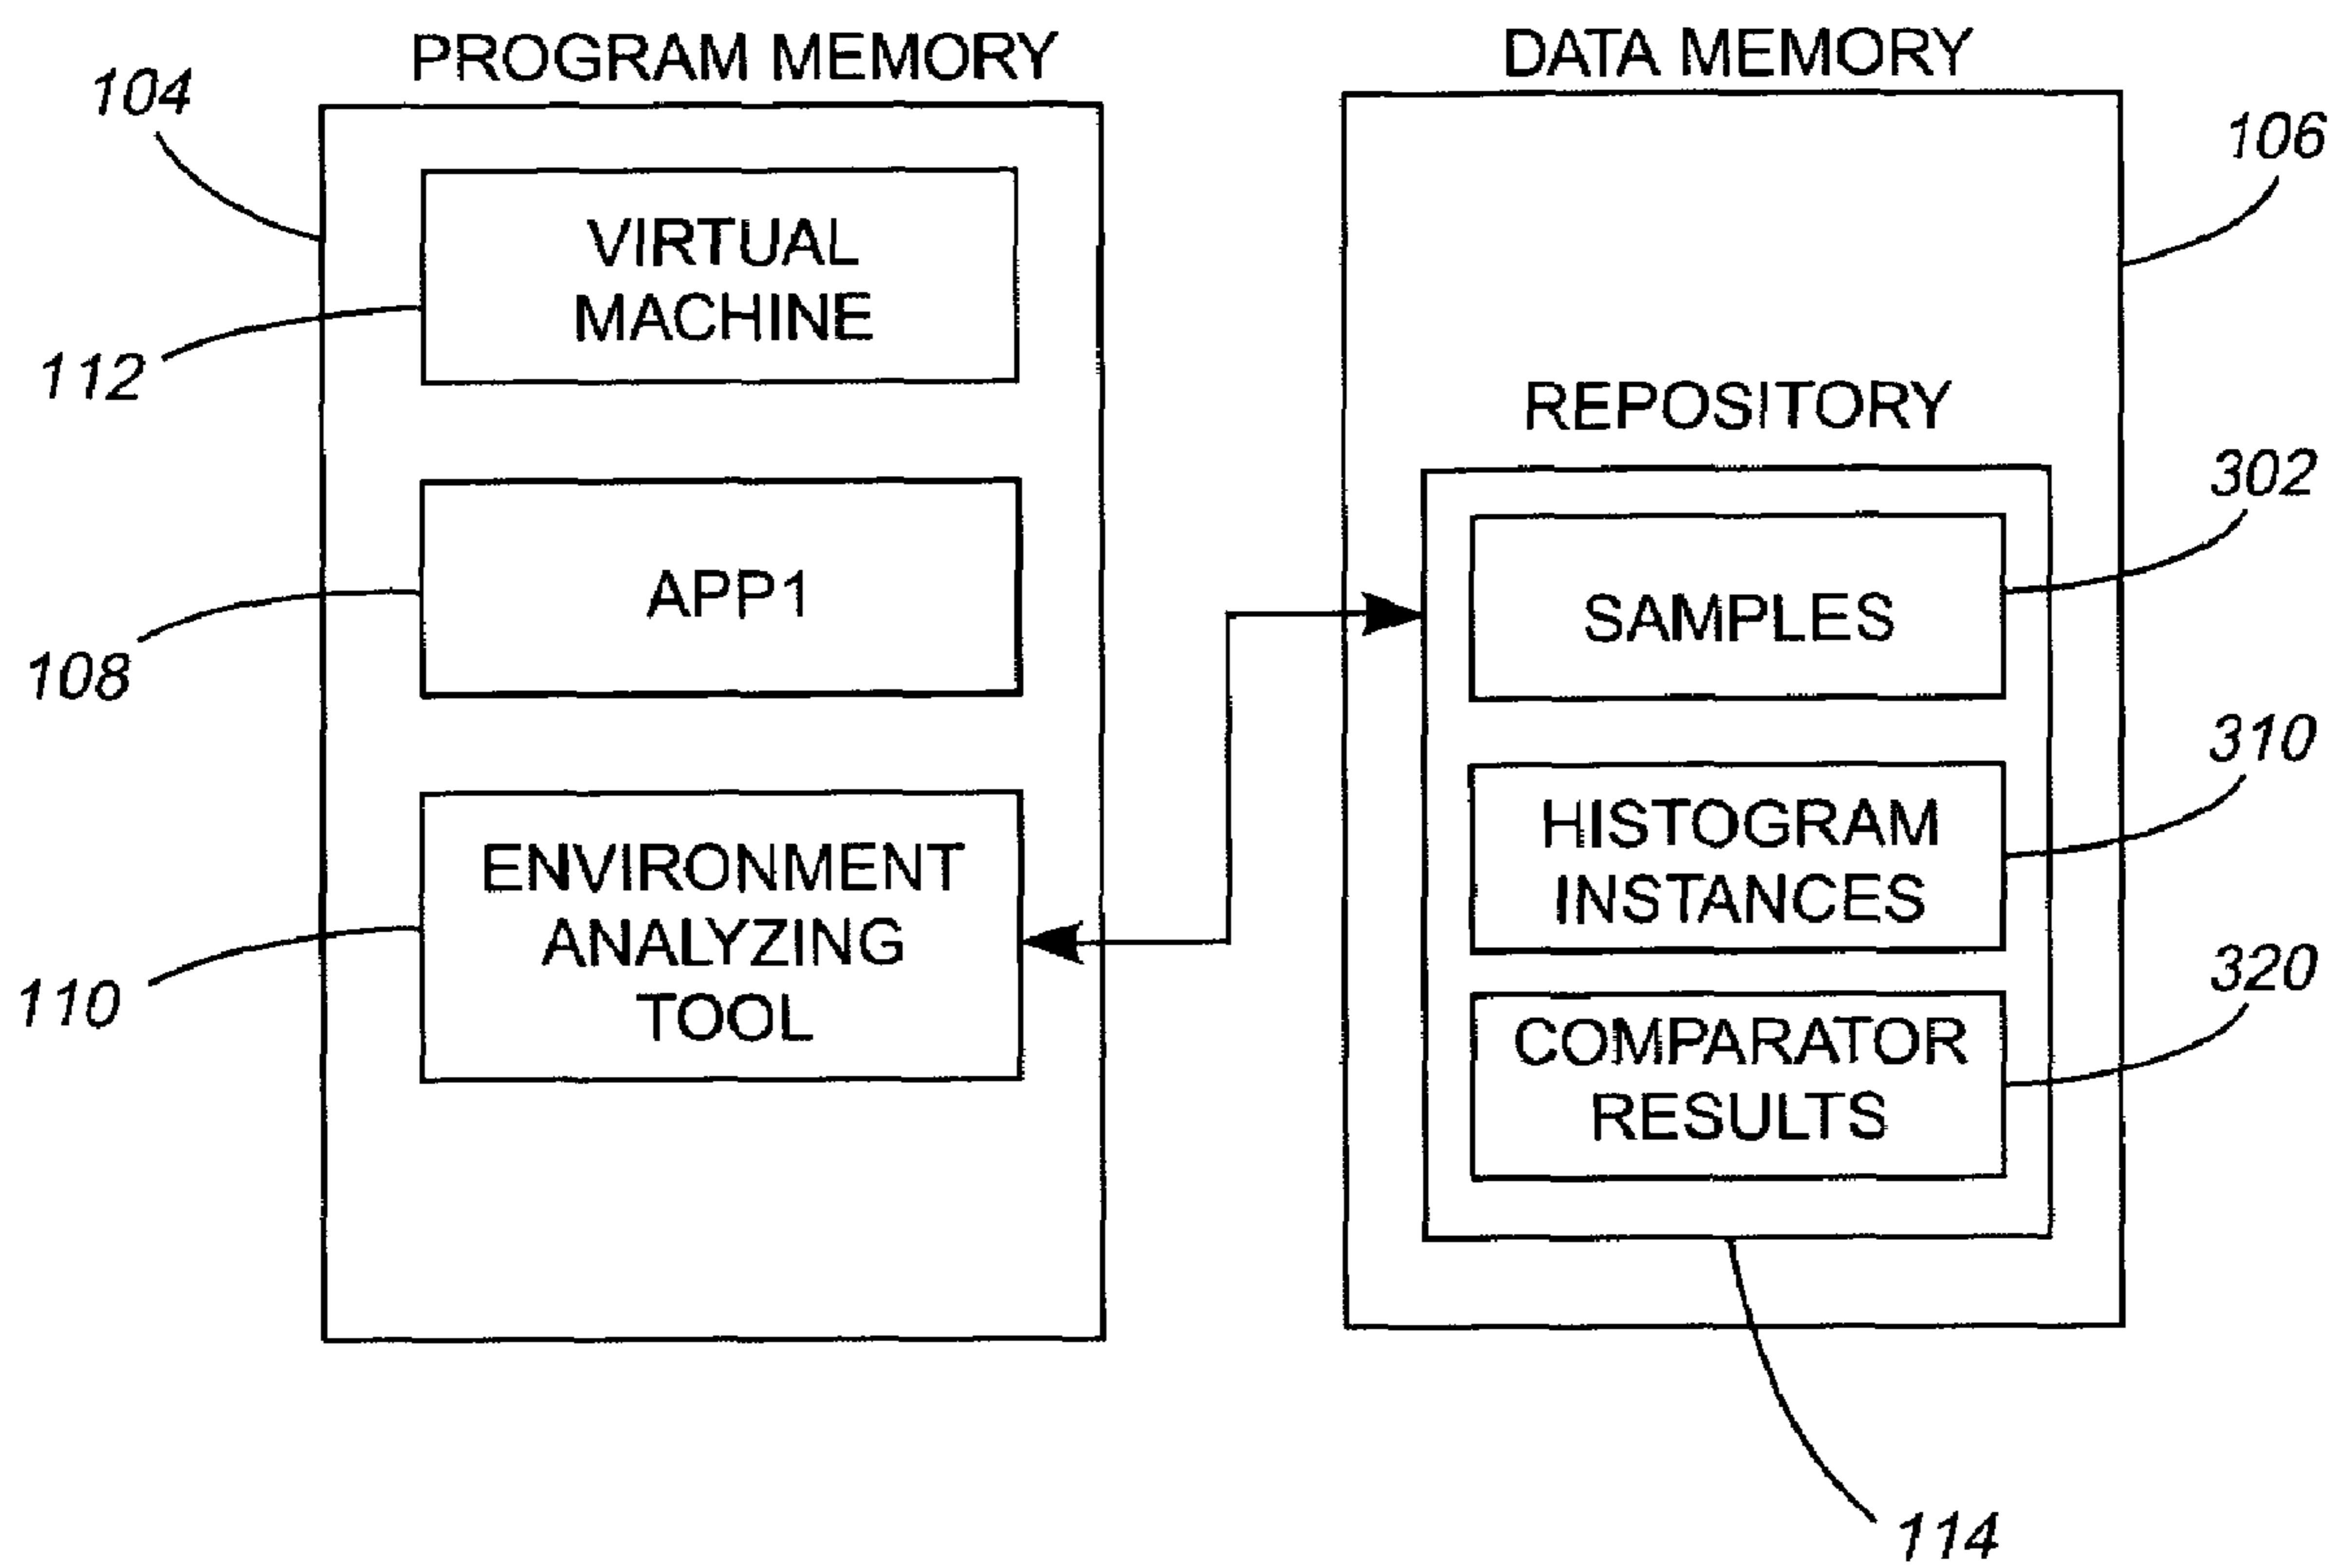 PROGRAM MEMORY
104
VIRTUAL
MACHINE
112
APP1
108
ENVIRONMENT
ANALYZING
TOOL
110
DATA MEMORY
106
REPOSITORY
302
SAMPLES
310
HISTOGRAM
INSTANCES
320
COMPARATOR
RESULTS
114